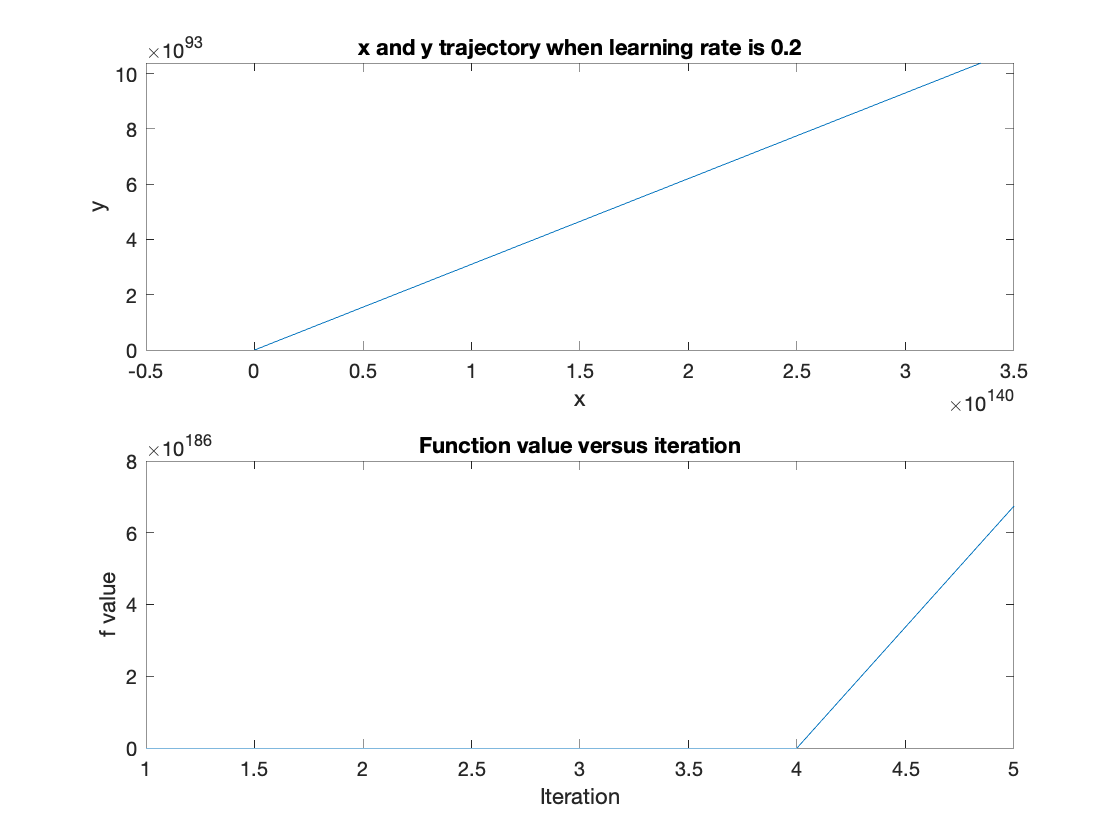 ×10^93
x and y trajectory when learning rate is 0.2
10
8
6
4
2
0
y
-0.5 0 0.5 1 1.5 2 2.5 3 3.5
x
×10^140
×10^186
Function value versus iteration
8
6
4
2
0
f value
1 1.5 2 2.5 3 3.5 4 4.5 5
Iteration